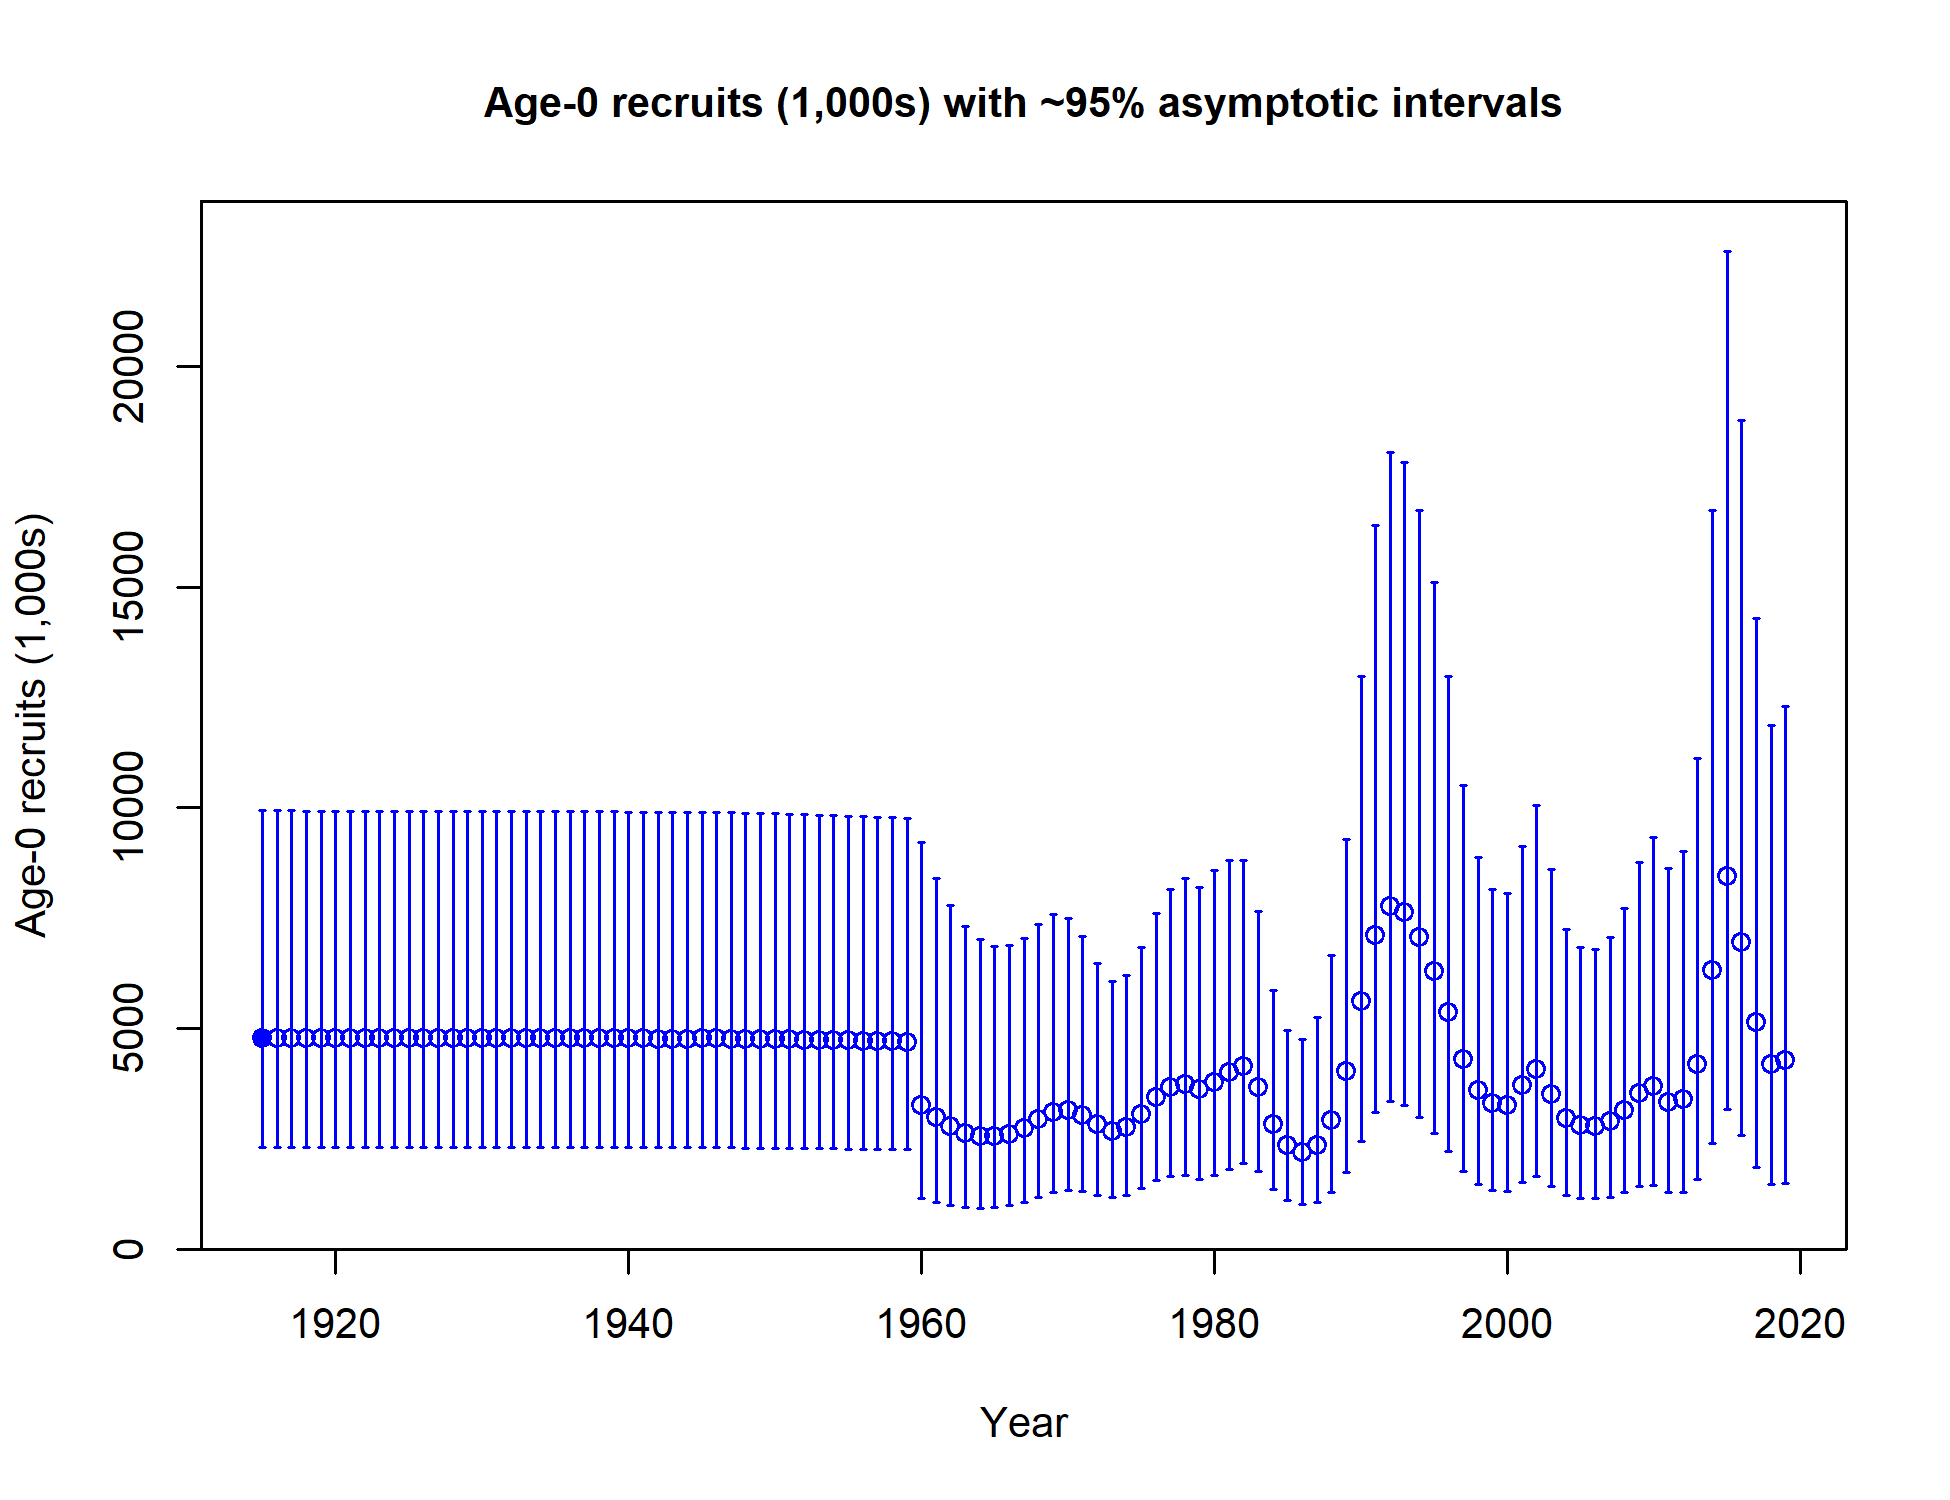 Age-0 recruits (1,000s) with ~95% asymptotic intervals
Age-0 recruits (1,000s)
20000
15000
10000
5000
0
1920 1940 1960 1980 2000 2020
Year